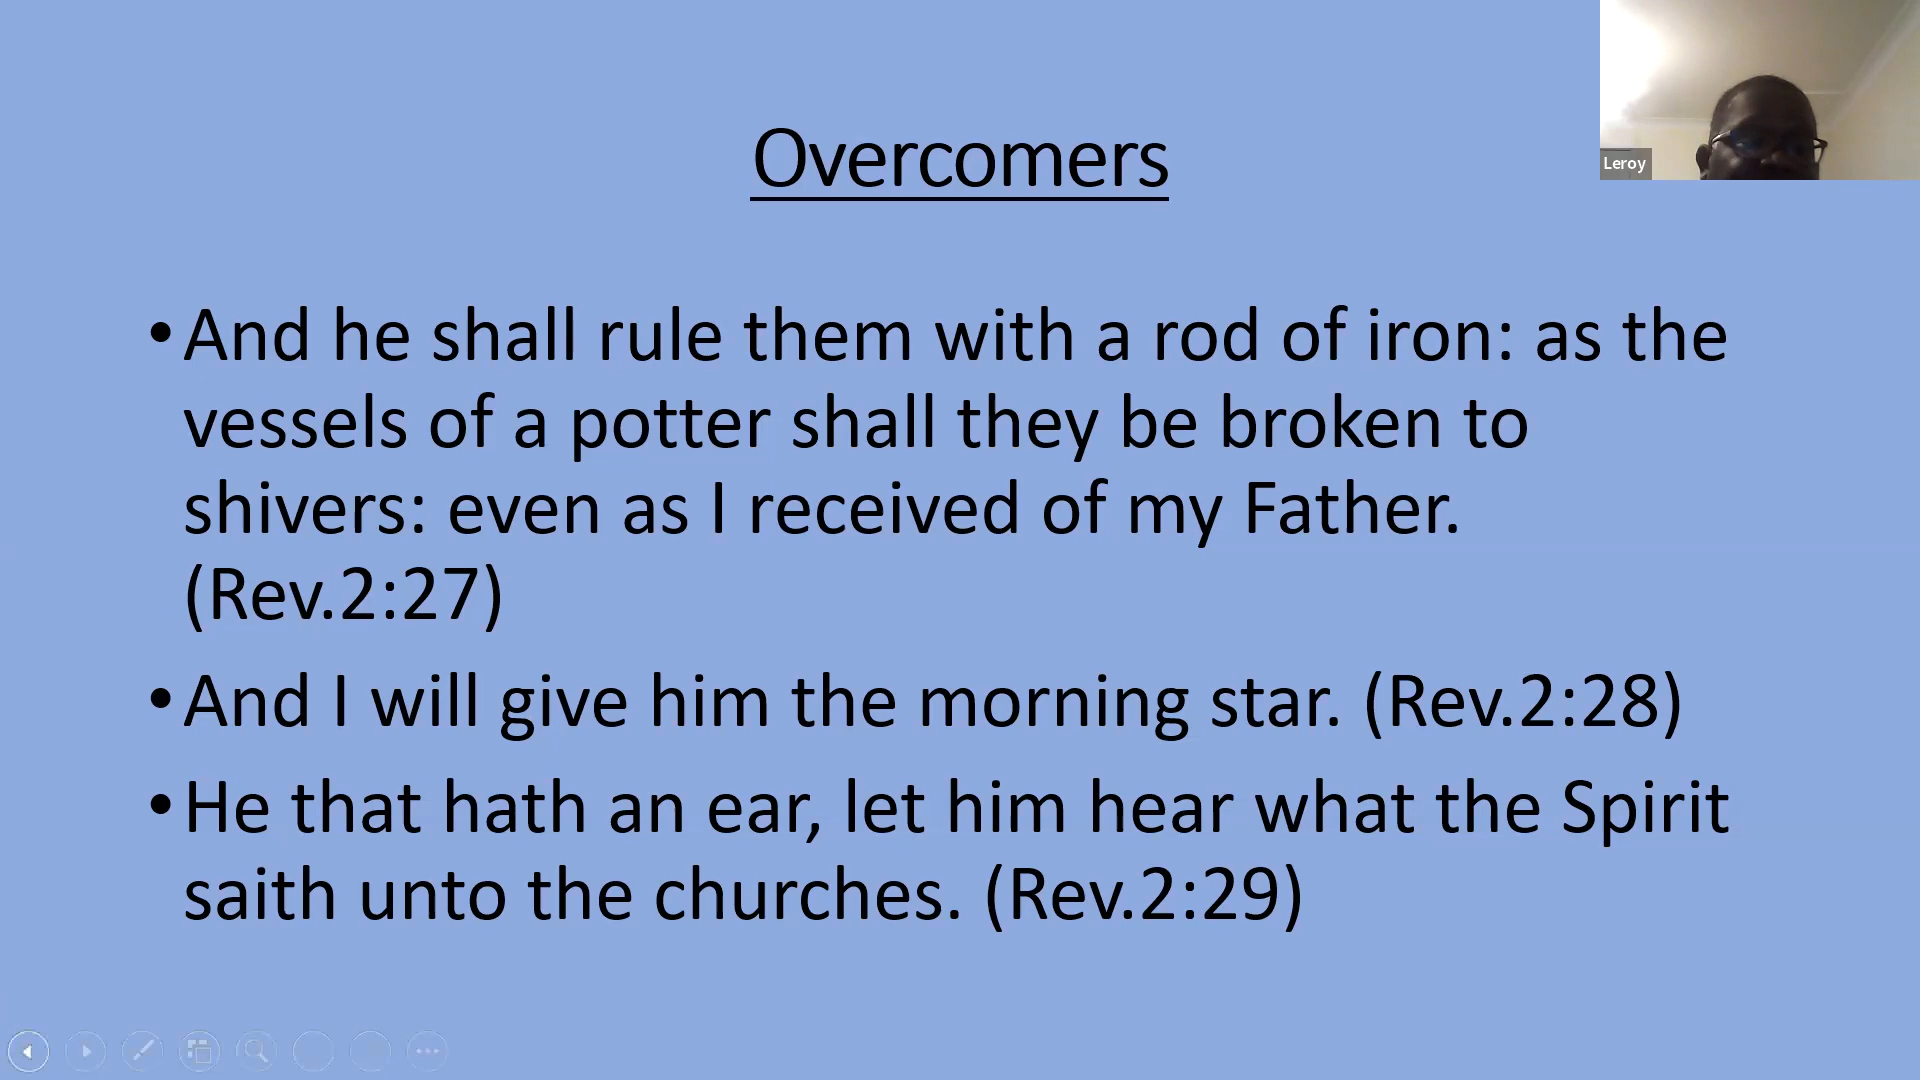 Overcomers
Leroy
•And he shall rule them with a rod of iron: as the
vessels of a potter shall they be broken to
shivers: even as I received of my Father.
(Rev.2:27)
•And I will give him the morning star. (Rev.2:28)
•He that hath an ear, let him hear what the Spirit
saith unto the churches. (Rev.2:29)